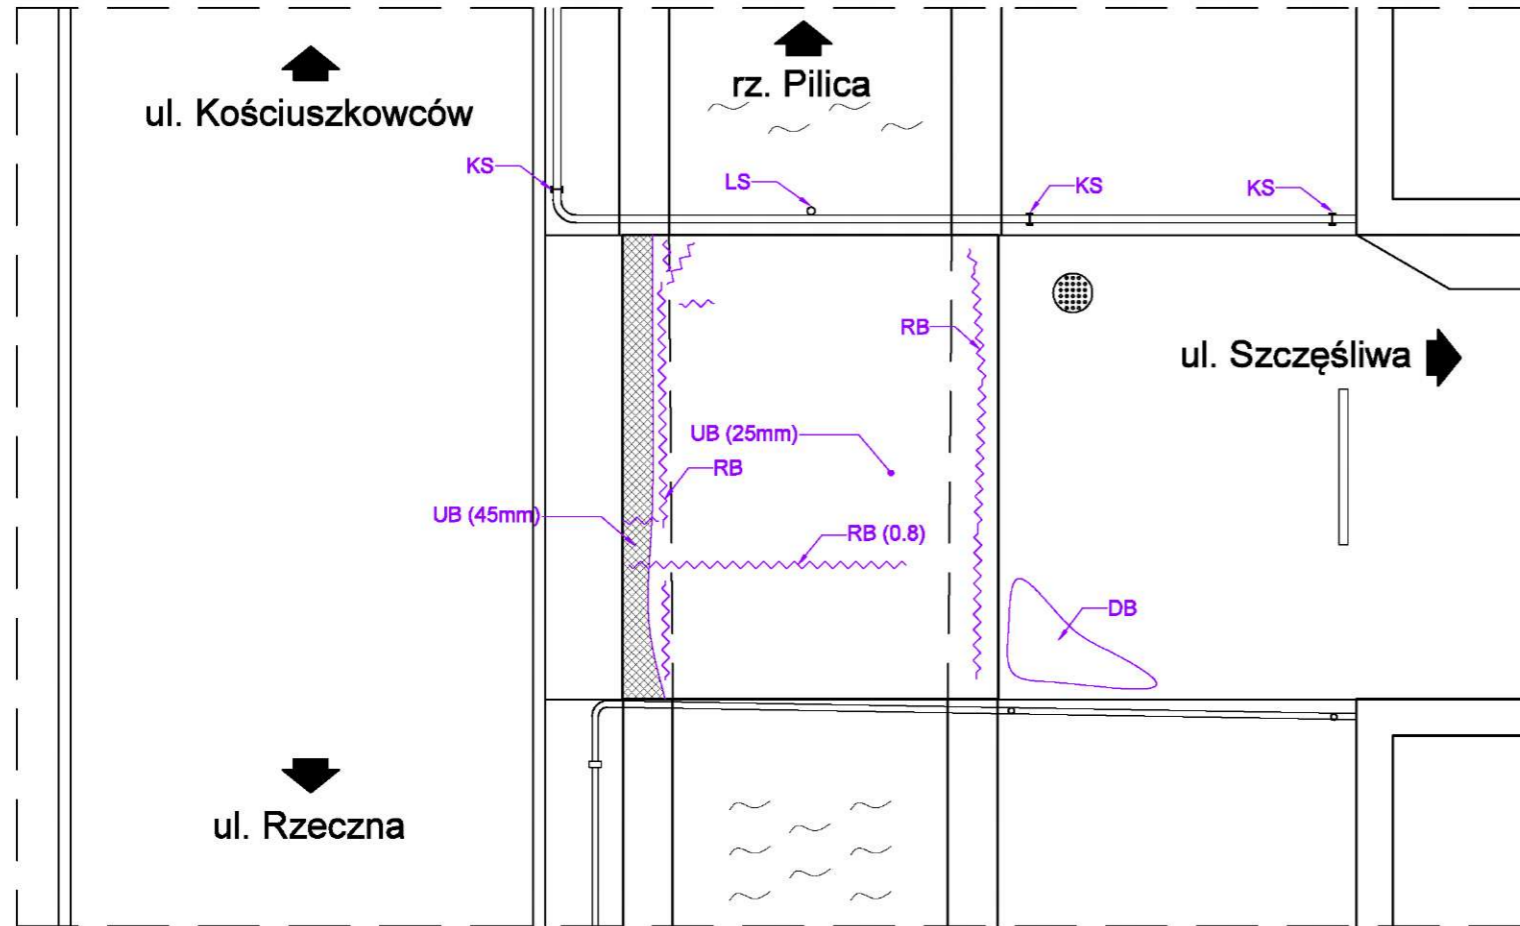 ul. Kościuszkowców
rz. Pilica
KS
LS
KS
KS
RB
ul. Szczęśliwa
UB (25mm)
RB
UB (45mm)
RB (0.8)
DB
ul. Rzeczna